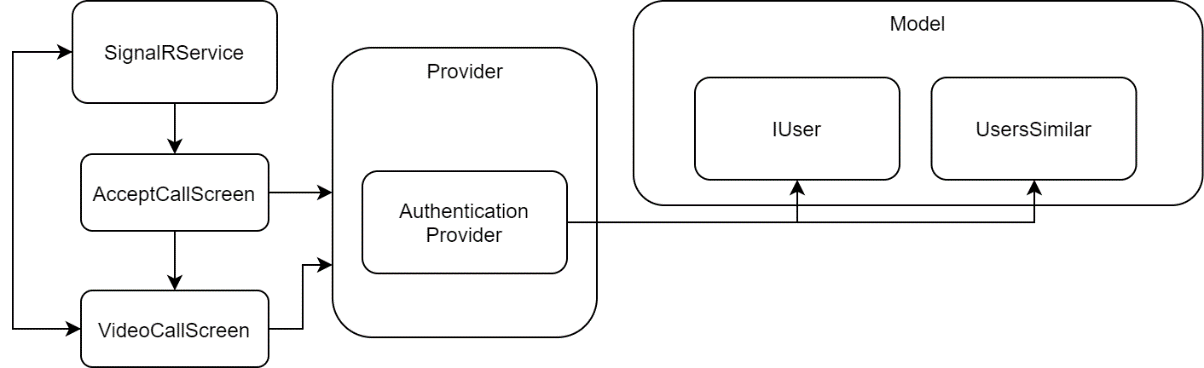 SignalRService
Provider
Model
IUser
UsersSimilar
AcceptCallScreen
Authentication
Provider
VideoCallScreen